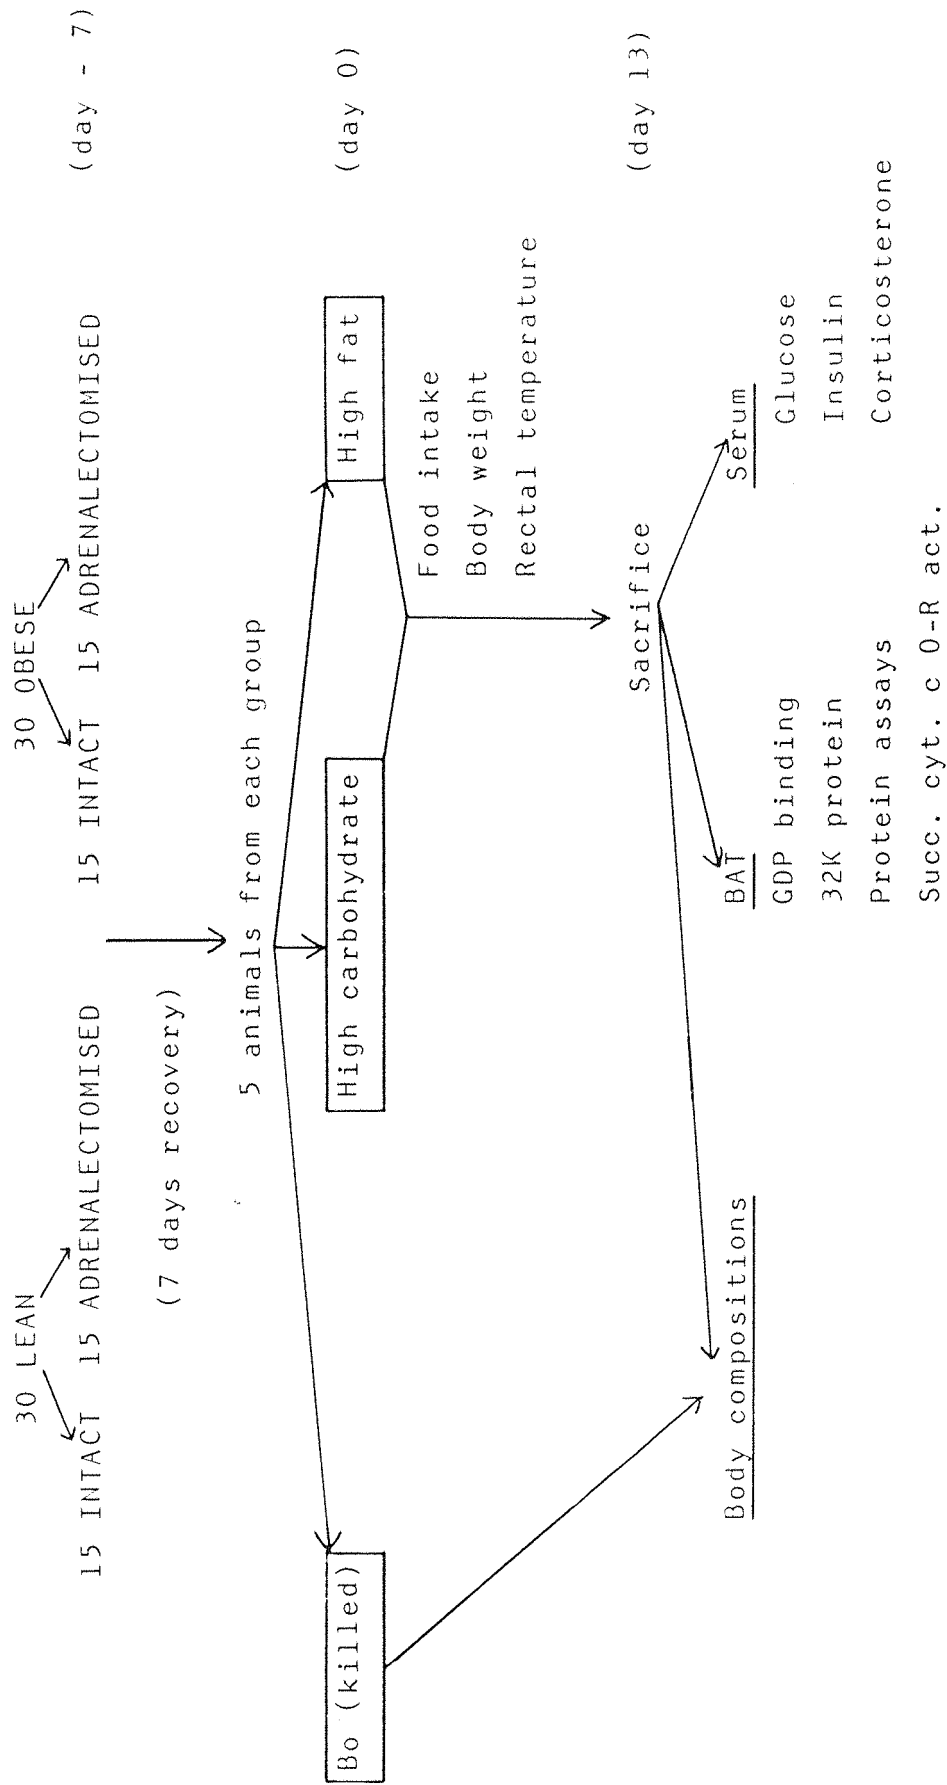 30 LEAN 30 OBESE
15 INTACT 15 ADRENALECTOMISED 15 INTACT 15 ADRENALECTOMISED (day - 7)
(7 days recovery)
5 animals from each group
Bo (killed) High carbohydrate High fat (day 0)
Food intake
Body weight
Rectal temperature
Sacrifice (day 13)
Body compositions BAT Serum
GDP binding Glucose
32K protein Insulin
Protein assays Corticosterone
Succ. cyt. c O-R act.